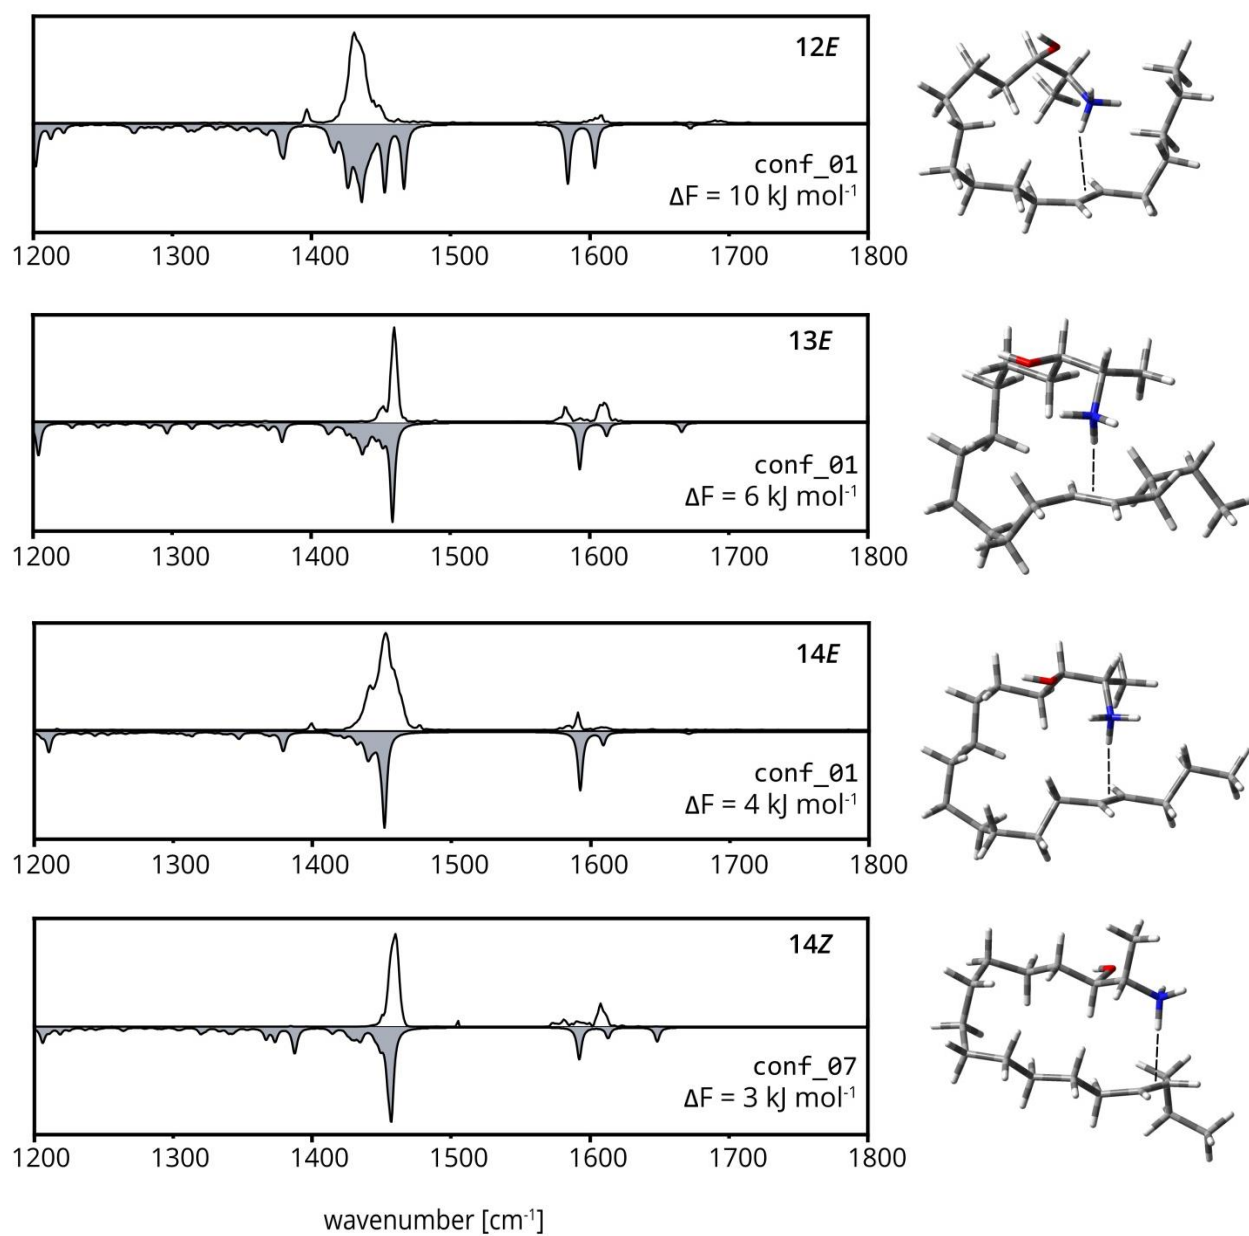 12E
conf_01
ΔF = 10 kJ mol⁻¹
1200 1300 1400 1500 1600 1700 1800
13E
conf_01
ΔF = 6 kJ mol⁻¹
1200 1300 1400 1500 1600 1700 1800
14E
conf_01
ΔF = 4 kJ mol⁻¹
1200 1300 1400 1500 1600 1700 1800
14Z
conf_07
ΔF = 3 kJ mol⁻¹
1200 1300 1400 1500 1600 1700 1800
wavenumber [cm⁻¹]